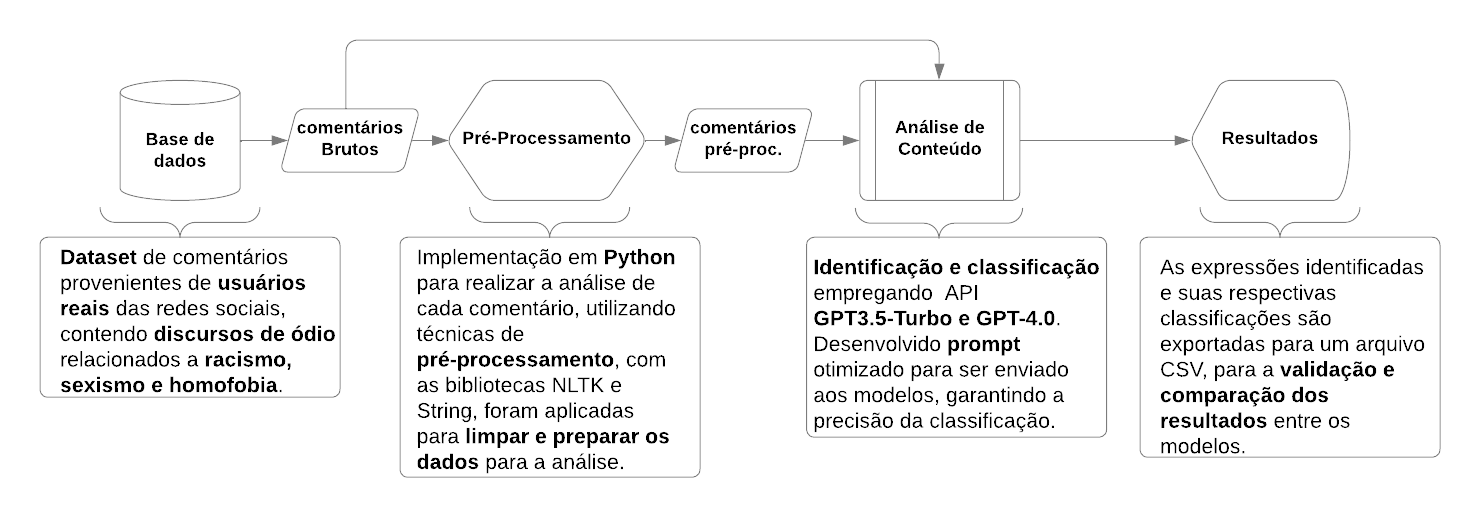 Base de
dados
comentários
Brutos
Pré-Processamento
comentários
pré-proc.
Análise de
Conteúdo
Resultados
Dataset de comentários
provenientes de usuários
reais das redes sociais,
contendo discursos de ódio
relacionados a racismo,
sexismo e homofobia.
Implementação em Python
para realizar a análise de
cada comentário, utilizando
técnicas de
pré-processamento, com
as bibliotecas NLTK e
String, foram aplicadas
para limpar e preparar os
dados para a análise.
Identificação e classificação
empregando API
GPT3.5-Turbo e GPT-4.0.
Desenvolvido prompt
otimizado para ser enviado
aos modelos, garantindo a
precisão da classificação.
As expressões identificadas
e suas respectivas
classificações são
exportadas para um arquivo
CSV, para a validação e
comparação dos
resultados entre os
modelos.